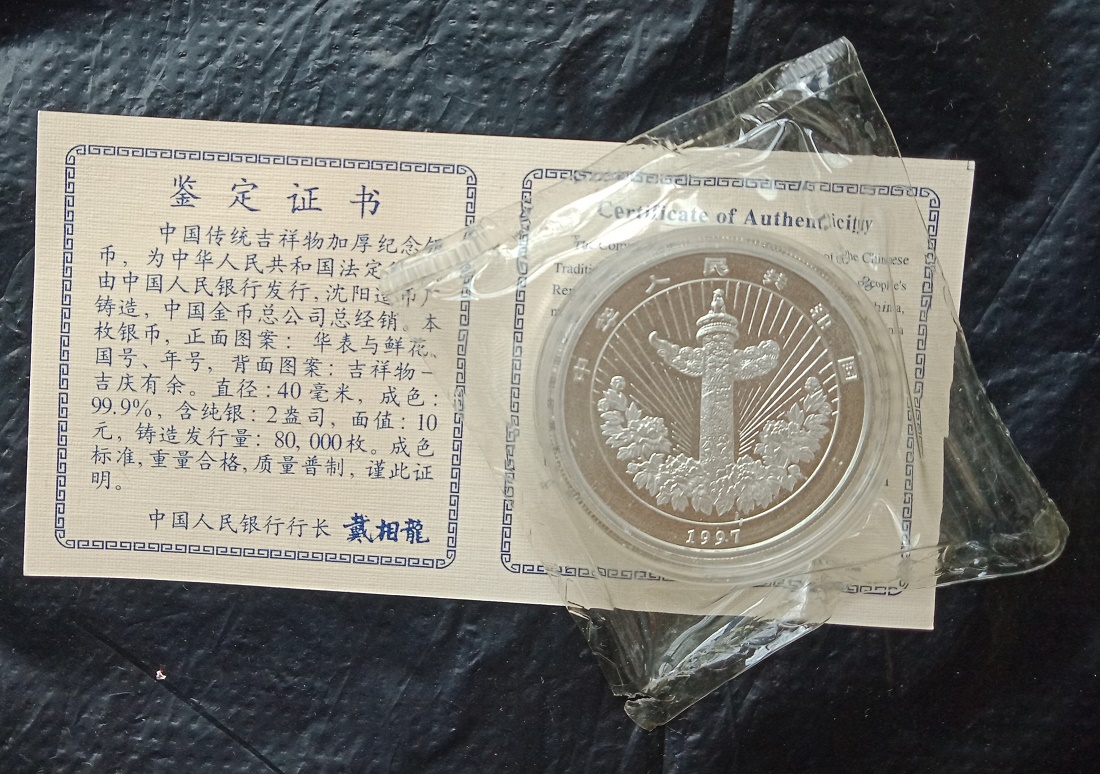 鉴定证书
中国传统吉祥物加厚纪念银
币，为中华人民共和国法定
由中国人民银行发行，沈阳造币厂
铸造，中国金币总公司总经销。本
枚银币，正面图案：华表与鲜花、
国号、年号，背面图案：吉祥物－
吉庆有余。直径：40毫米，成色：
99.9%，含纯银：2盎司，面值：10
元，铸造发行量：80,000枚。成色
标准，重量合格，质量普制，谨此证
明。
中国人民银行行长 戴相龍
Certificate of Authenticity
The
of the Chinese
中华人民共和国
1997